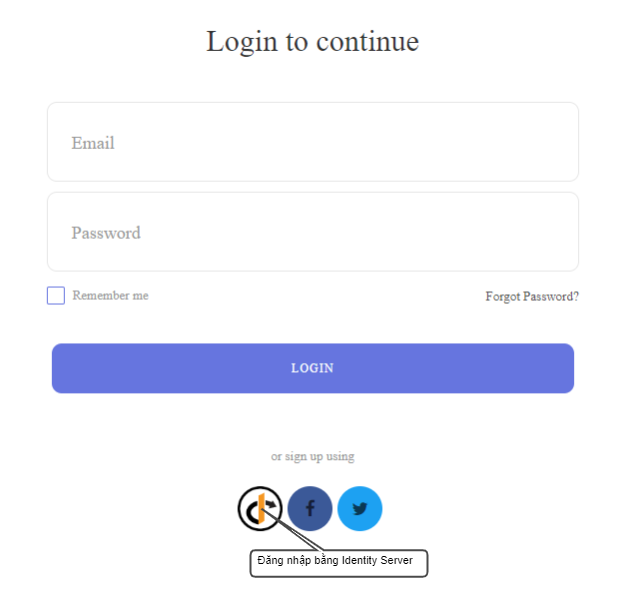 Login to continue
Email
Password
Remember me
Forgot Password?
LOGIN
or sign up using
Đăng nhập bằng Identity Server